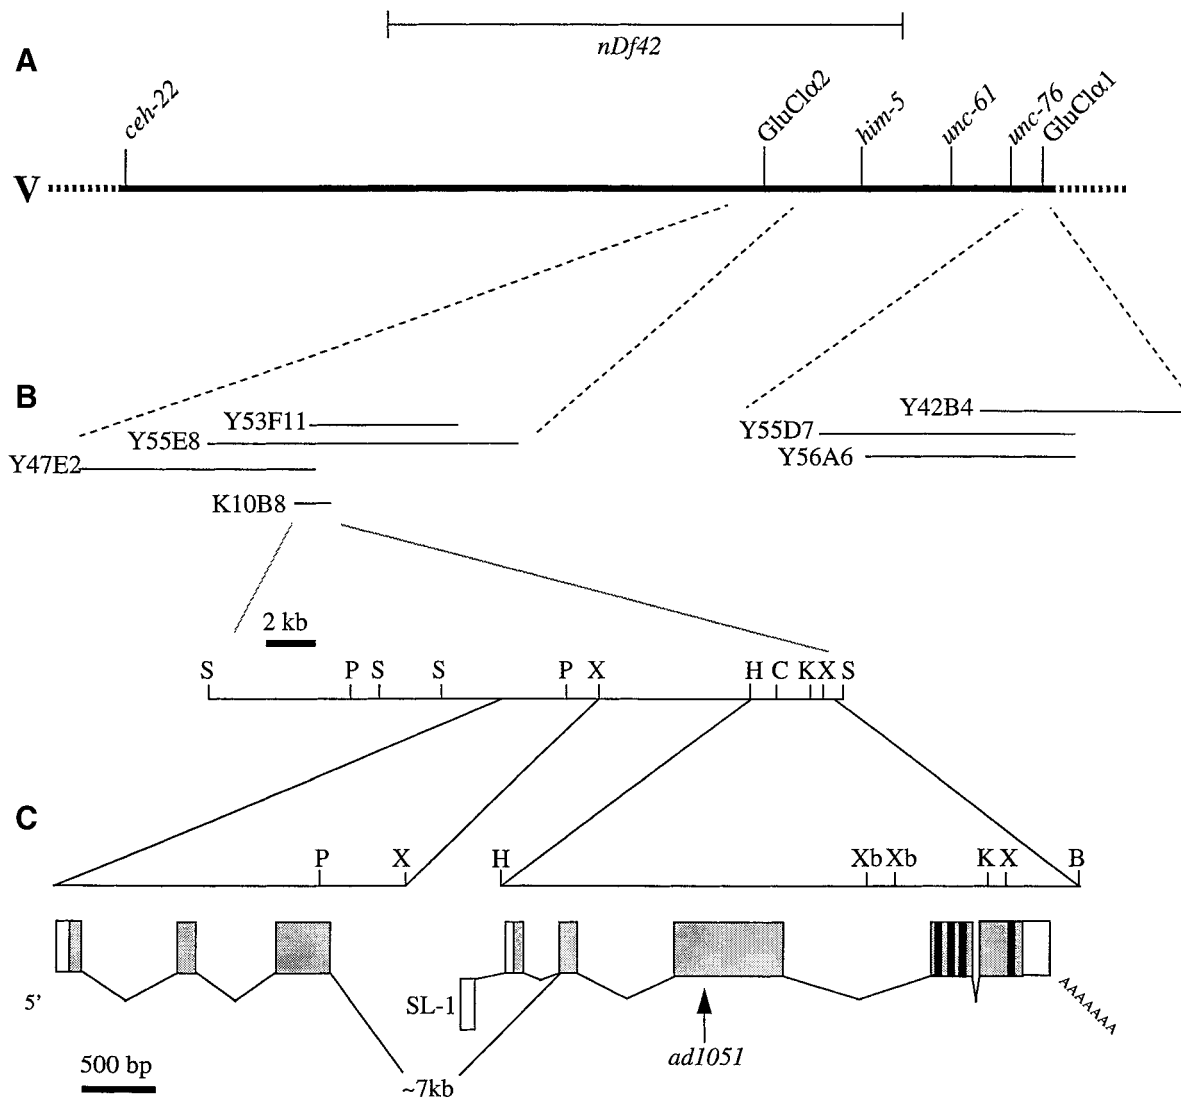 nDf42
A
ceh-22
GluClα2
him-5
unc-61
unc-76
GluClα1
V
B
Y53F11
Y55E8
Y47E2
K10B8
Y42B4
Y55D7
Y56A6
2 kb
S P S S P X H C K X S
C
P X H Xb Xb K X B
5'
SL-1
AAAAAAA
ad1051
500 bp
~7kb